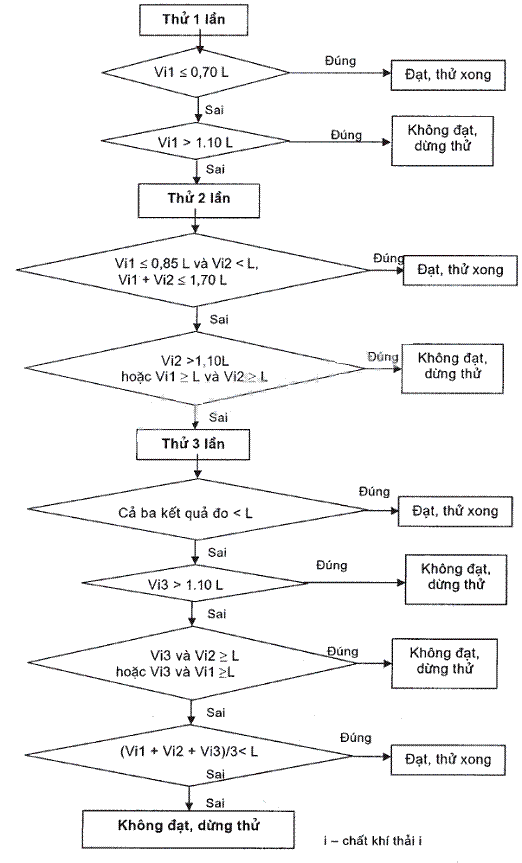 Thử 1 lần
Vi1 ≤ 0,70 L
Đúng
Đạt, thử xong
Sai
Vi1 > 1.10 L
Đúng
Không đạt,
dừng thử
Sai
Thử 2 lần
Vi1 ≤ 0,85 L và Vi2 < L,
Vi1 + Vi2 ≤ 1,70 L
Đúng
Đạt, thử xong
Sai
Vi2 >1,10L
hoặc Vi1 ≥ L và Vi2 ≥ L
Đúng
Không đạt,
dừng thử
Sai
Thử 3 lần
Cả ba kết quả đo < L
Đúng
Đạt, thử xong
Sai
Vi3 > 1.10 L
Đúng
Không đạt,
dừng thử
Sai
Vi3 và Vi2 ≥ L
hoặc Vi3 và Vi1 ≥L
Đúng
Không đạt,
dừng thử
Sai
(Vi1 + Vi2 + Vi3)/3< L
Đúng
Đạt, thử xong
Sai
Sai
Không đạt, dừng thử
i – chất khí thải i